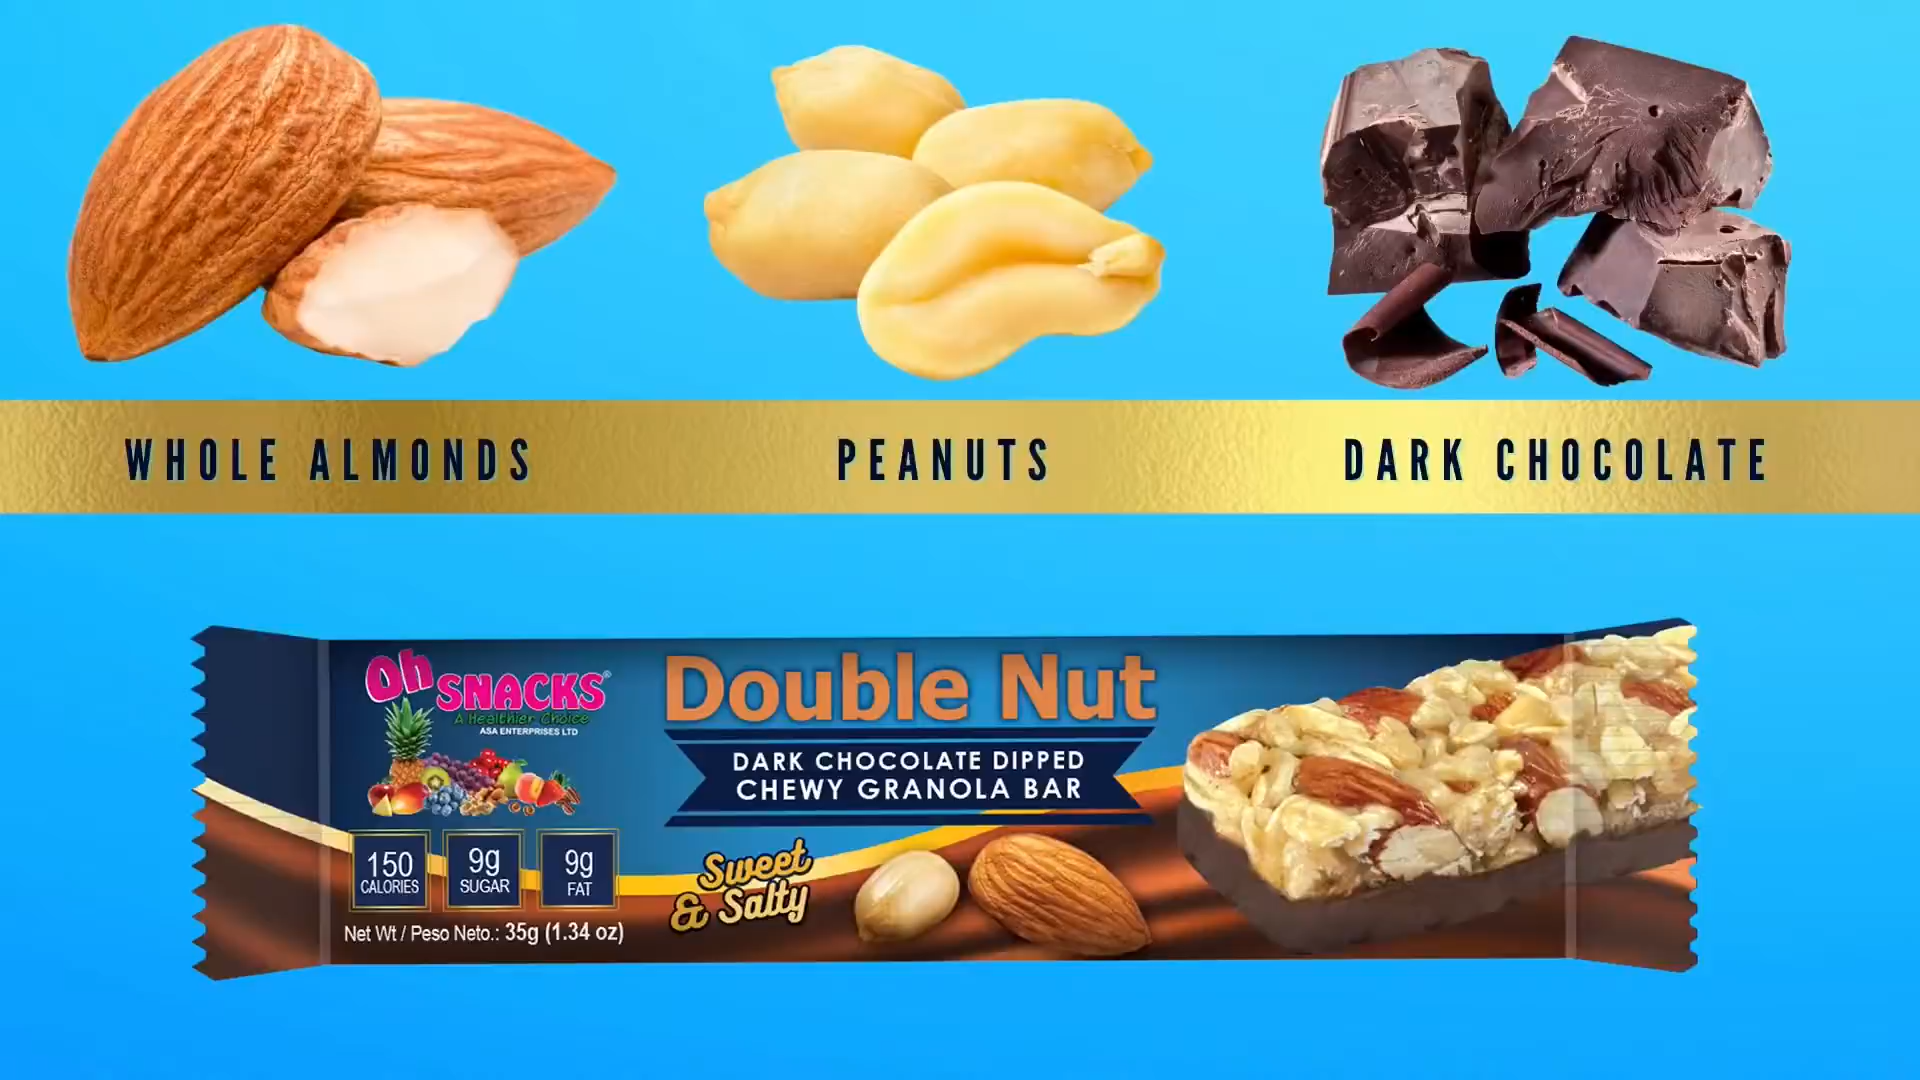 WHOLE ALMONDS
PEANUTS
DARK CHOCOLATE
Oh SNACKS®
A Healthier Choice
ASA ENTERPRISES LTD
Double Nut
DARK CHOCOLATE DIPPED
CHEWY GRANOLA BAR
150
CALORIES
9g
SUGAR
9g
FAT
Sweet
& Salty
Net Wt / Peso Neto.: 35g (1.34 oz)